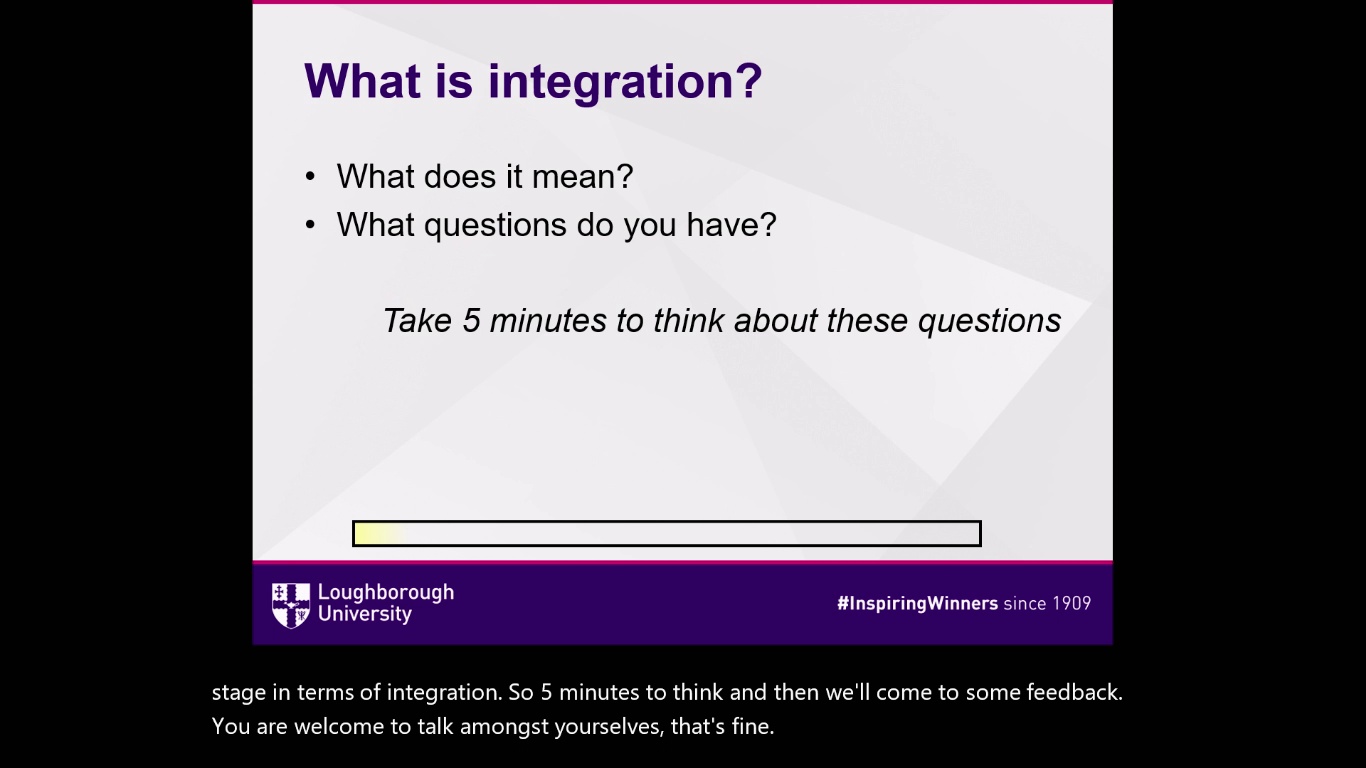 What is integration?
• What does it mean?
• What questions do you have?
Take 5 minutes to think about these questions
Loughborough
University
#InspiringWinners since 1909
stage in terms of integration. So 5 minutes to think and then we'll come to some feedback.
You are welcome to talk amongst yourselves, that's fine.